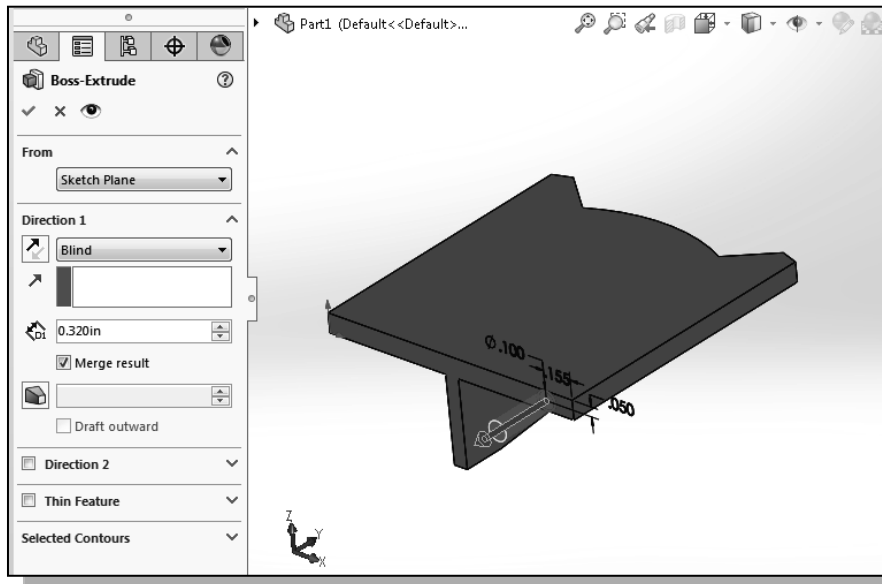 Part1 (Default<<Default>...
Boss-Extrude
?
From
Sketch Plane
Direction 1
Blind
D1
0.320in
Merge result
Draft outward
Direction 2
Thin Feature
Selected Contours
Ø.100
.155
.050
Z
Y
X